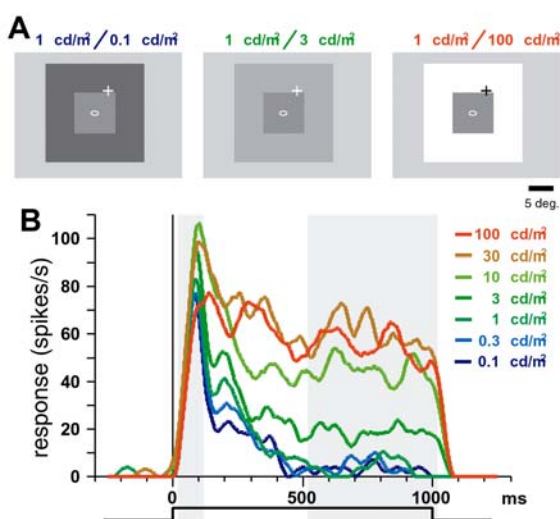 A
1 cd/m² / 0.1 cd/m²
1 cd/m² / 3 cd/m²
1 cd/m² / 100 cd/m²
5 deg.
B
response (spikes/s)
100
80
60
40
20
0
100 cd/m²
30 cd/m²
10 cd/m²
3 cd/m²
1 cd/m²
0.3 cd/m²
0.1 cd/m²
0 500 1000 ms